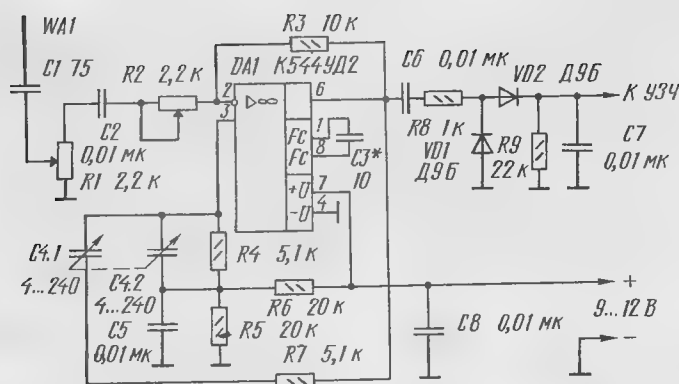 WA1
C1 75
R2 2,2 к
R3 10 к
DA1 К544УД2
C2
0,01 мк
R1 2,2 к
2
3
▷∞
FC
FC
+U
-U
6
1
8
7
4
C3*
10
C6 0,01 мк
VD2 Д9Б
К УЗЧ
R8 1 к
VD1
Д9Б
R9
22 к
C7
0,01 мк
C4.1
4...240
C4.2
4...240
R4 5,1 к
C5
0,01 мк
R6 20 к
R5 20 к
R7 5,1 к
C8 0,01 мк
+
9...12 В
-